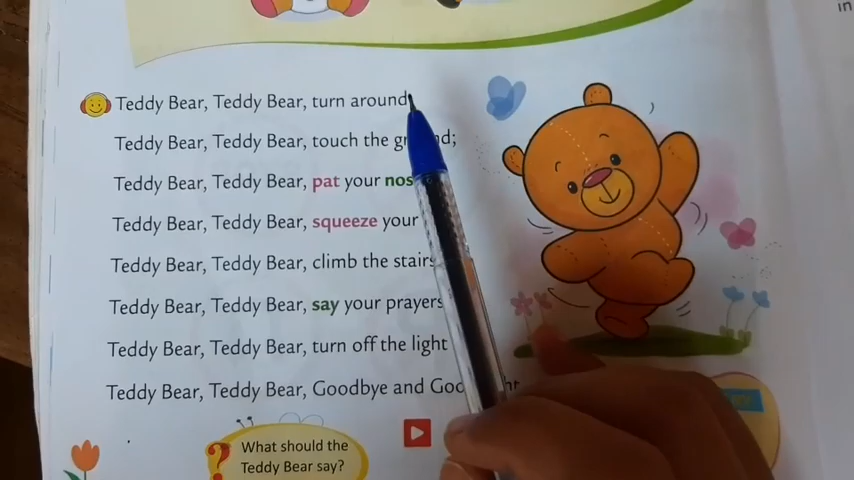 Teddy Bear, Teddy Bear, turn around
Teddy Bear, Teddy Bear, touch the
Teddy Bear, Teddy Bear, pat your
Teddy Bear, Teddy Bear, squeeze your
Teddy Bear, Teddy Bear, climb the stairs
Teddy Bear, Teddy Bear, say your prayers
Teddy Bear, Teddy Bear, turn off the light
Teddy Bear, Teddy Bear, Goodbye and
What should the
Teddy Bear say?
in